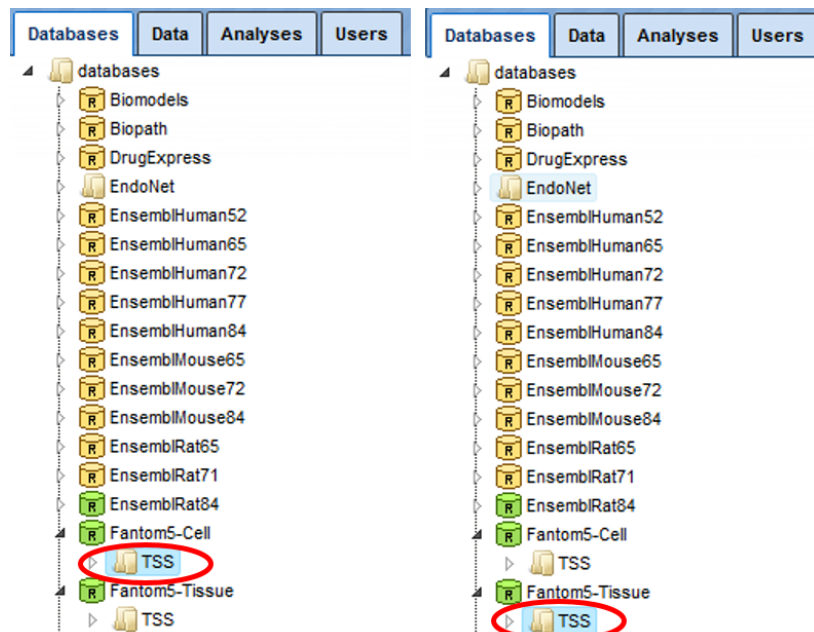 Databases Data Analyses Users
databases
R Biomodels
R Biopath
R DrugExpress
EndoNet
R EnsemblHuman52
R EnsemblHuman65
R EnsemblHuman72
R EnsemblHuman77
R EnsemblHuman84
R EnsemblMouse65
R EnsemblMouse72
R EnsemblMouse84
R EnsemblRat65
R EnsemblRat71
R EnsemblRat84
R Fantom5-Cell
TSS
R Fantom5-Tissue
TSS
Databases Data Analyses Users
databases
R Biomodels
R Biopath
R DrugExpress
EndoNet
R EnsemblHuman52
R EnsemblHuman65
R EnsemblHuman72
R EnsemblHuman77
R EnsemblHuman84
R EnsemblMouse65
R EnsemblMouse72
R EnsemblMouse84
R EnsemblRat65
R EnsemblRat71
R EnsemblRat84
R Fantom5-Cell
TSS
R Fantom5-Tissue
TSS